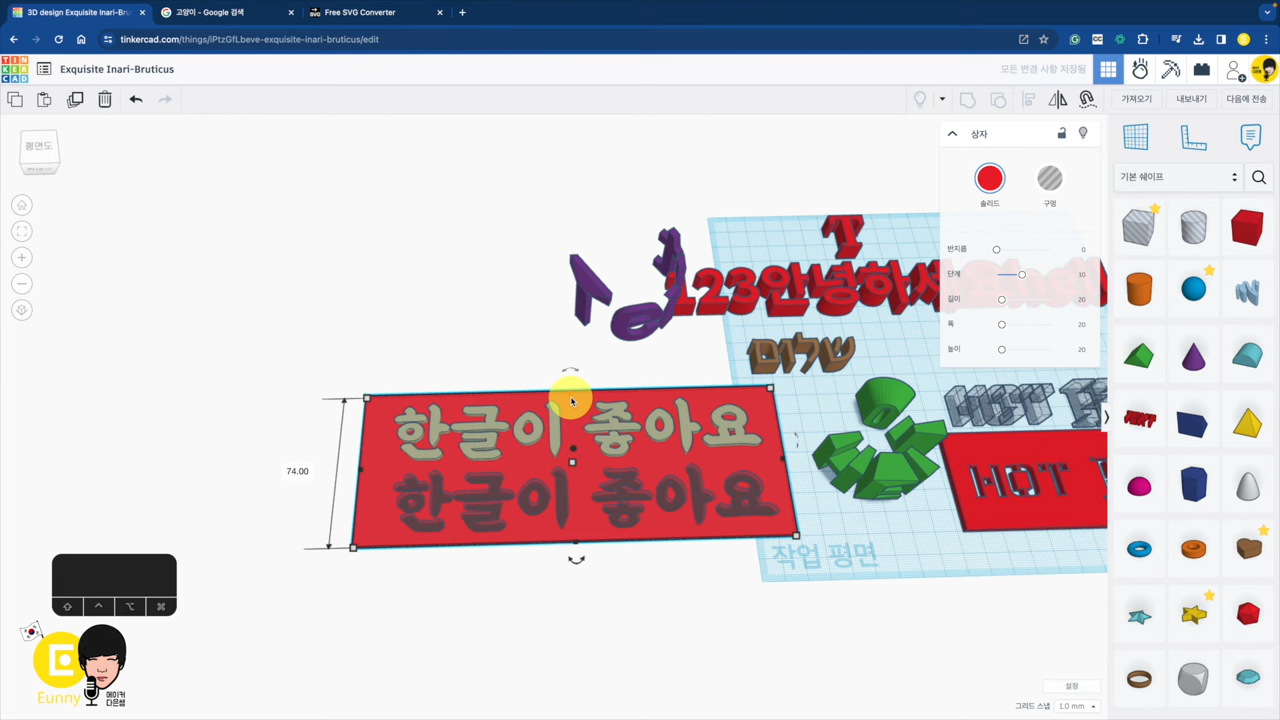 3D design Exquisite Inari-Bru
고양이 - Google 검색
Free SVG Converter
tinkercad.com/things/iPtzGfLbeve-exquisite-inari-bruticus/edit
TIN
KER
CAD
Exquisite Inari-Bruticus
모든 변경 사항 저장됨
가져오기
내보내기
다음에 전송
평면도
상자
솔리드
구멍
반지름 0
단계 10
길이 20
폭 20
높이 20
기본 쉐이프
T
123안녕하세
שלום
HOT
TEXT
한글이 좋아요
한글이 좋아요
74.00
HOT
작업 평면
Eunny
메이커
다은쌤
설정
그리드 스냅 1.0 mm